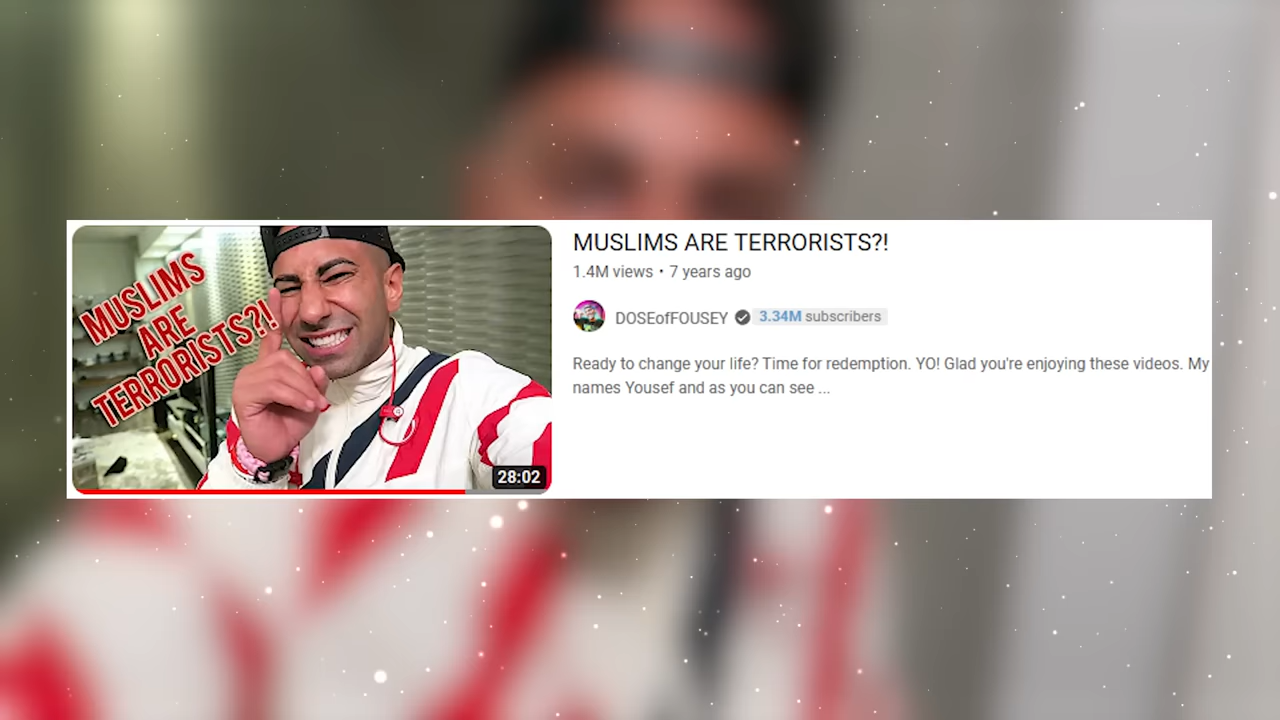 MUSLIMS
ARE
TERRORISTS?!
28:02
MUSLIMS ARE TERRORISTS?!
1.4M views • 7 years ago
DOSEofFOUSEY 3.34M subscribers
Ready to change your life? Time for redemption. YO! Glad you're enjoying these videos. My
names Yousef and as you can see ...